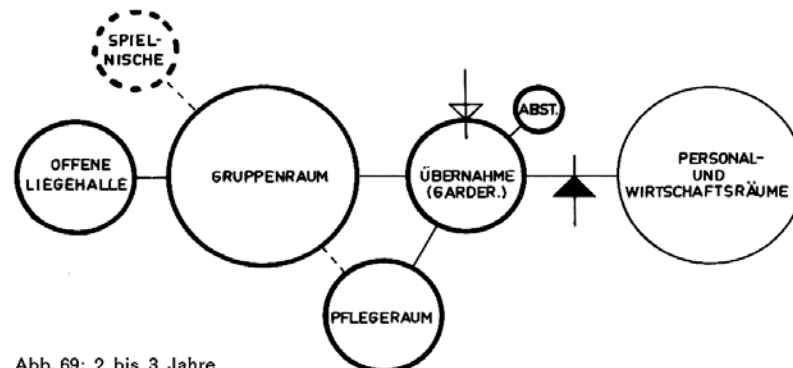 SPIEL-
NISCHE
OFFENE
LIEGEHALLE
GRUPPENRAUM
ÜBERNAHME
(GARDER.)
ABST.
PERSONAL-
UND
WIRTSCHAFTSRÄUME
PFLEGERAUM
Abb. 69: 2 bis 3 Jahre